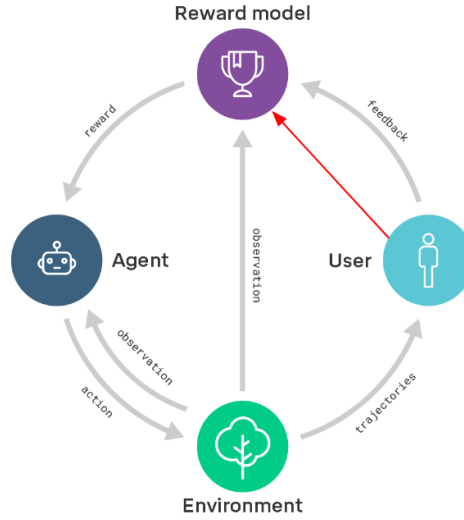 Reward model
reward
feedback
observation
Agent
User
observation
action
trajectories
Environment